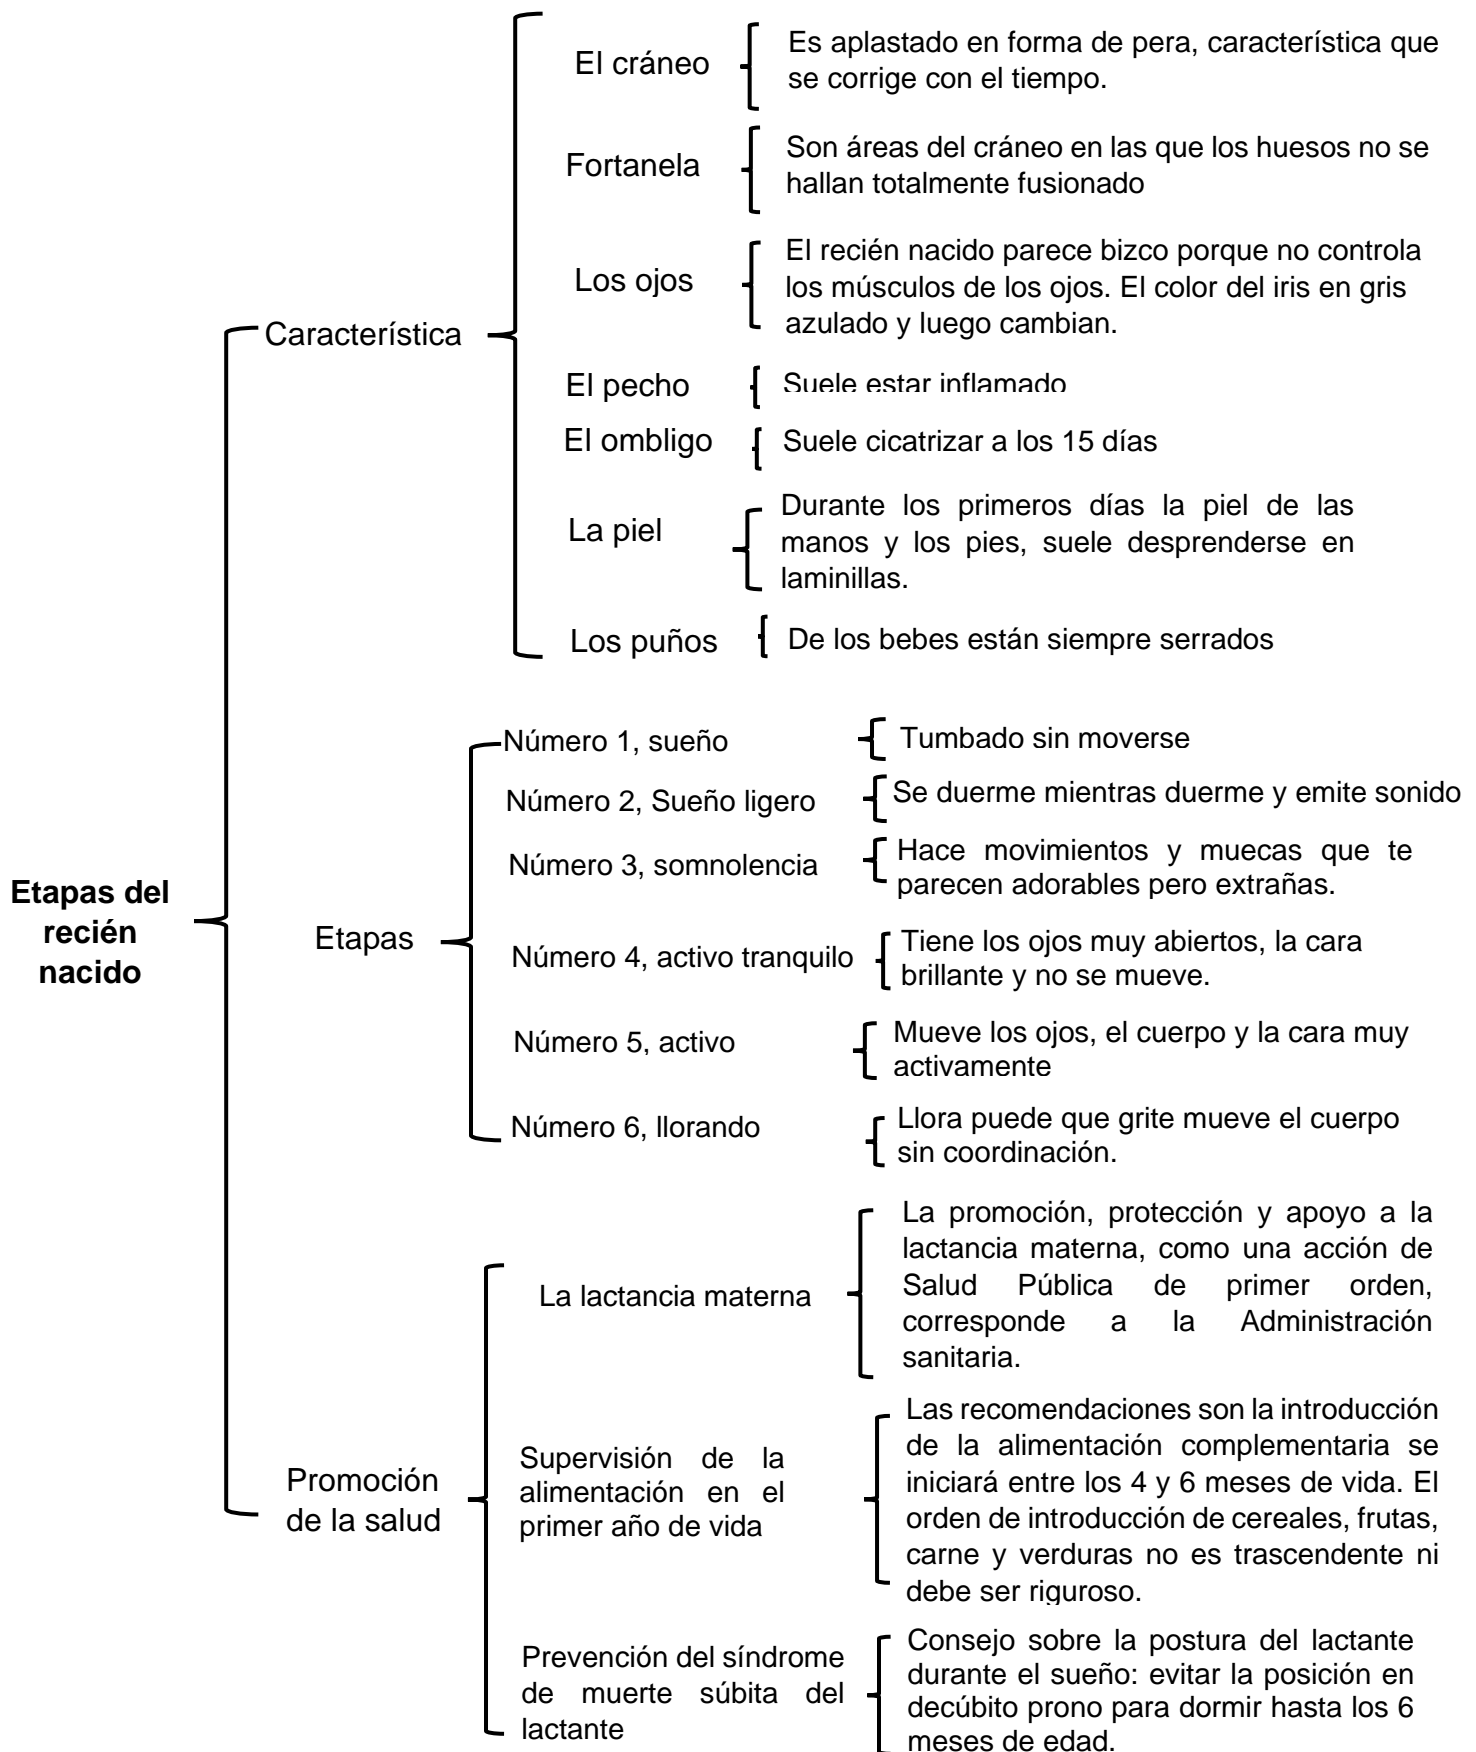 Etapas del
recién
nacido
Característica
El cráneo
Es aplastado en forma de pera, característica que
se corrige con el tiempo.
Fortanela
Son áreas del cráneo en las que los huesos no se
hallan totalmente fusionado
Los ojos
El recién nacido parece bizco porque no controla
los músculos de los ojos. El color del iris en gris
azulado y luego cambian.
El pecho
Suele estar inflamado
El ombligo
Suele cicatrizar a los 15 días
La piel
Durante los primeros días la piel de las
manos y los pies, suele desprenderse en
laminillas.
Los puños
De los bebes están siempre serrados
Etapas
Número 1, sueño
Tumbado sin moverse
Número 2, Sueño ligero
Se duerme mientras duerme y emite sonido
Número 3, somnolencia
Hace movimientos y muecas que te
parecen adorables pero extrañas.
Número 4, activo tranquilo
Tiene los ojos muy abiertos, la cara
brillante y no se mueve.
Número 5, activo
Mueve los ojos, el cuerpo y la cara muy
activamente
Número 6, llorando
Llora puede que grite mueve el cuerpo
sin coordinación.
Promoción
de la salud
La lactancia materna
La promoción, protección y apoyo a la
lactancia materna, como una acción de
Salud Pública de primer orden,
corresponde a la Administración
sanitaria.
Supervisión de la
alimentación en el
primer año de vida
Las recomendaciones son la introducción
de la alimentación complementaria se
iniciará entre los 4 y 6 meses de vida. El
orden de introducción de cereales, frutas,
carne y verduras no es trascendente ni
debe ser riguroso.
Prevención del síndrome
de muerte súbita del
lactante
Consejo sobre la postura del lactante
durante el sueño: evitar la posición en
decúbito prono para dormir hasta los 6
meses de edad.